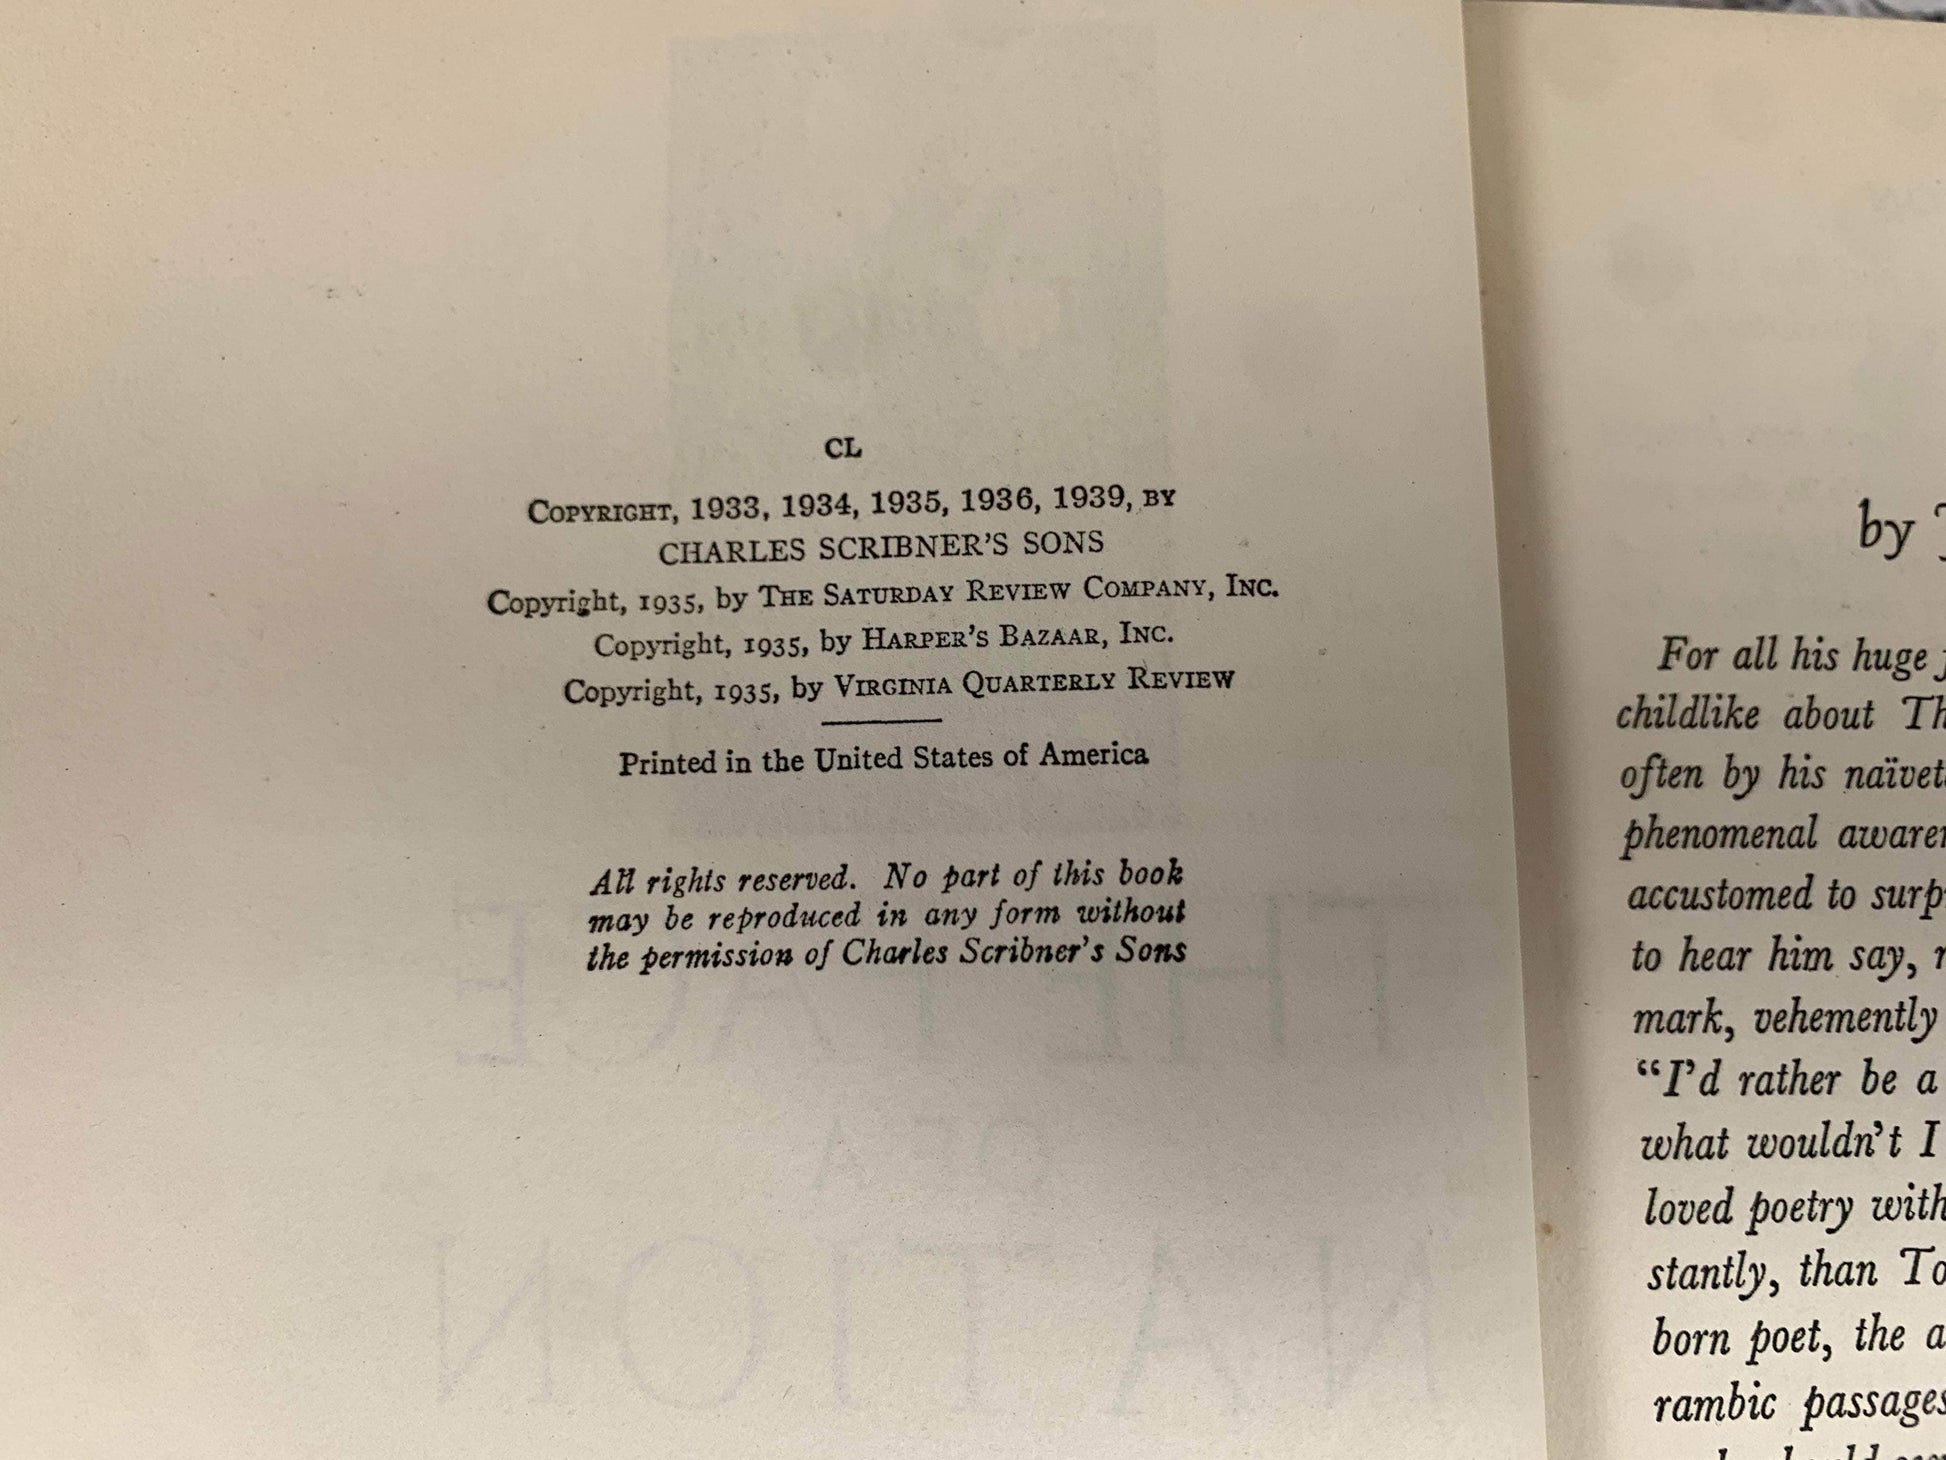 CL
COPYRIGHT, 1933, 1934, 1935, 1936, 1939, BY
CHARLES SCRIBNER'S SONS
Copyright, 1935, by THE SATURDAY REVIEW COMPANY, INC.
Copyright, 1935, by HARPER'S BAZAAR, INC.
Copyright, 1935, by VIRGINIA QUARTERLY REVIEW
Printed in the United States of America
All rights reserved. No part of this book
may be reproduced in any form without
the permission of Charles Scribner's Sons
THE FACE
OF
A
NATION
by
For all his huge
childlike about
often by his
phenomenal
accustomed to
to hear him say,
mark, vehemently
"I'd rather be a
what wouldn't I
loved poetry
stantly, than
born poet, the
rambic passages